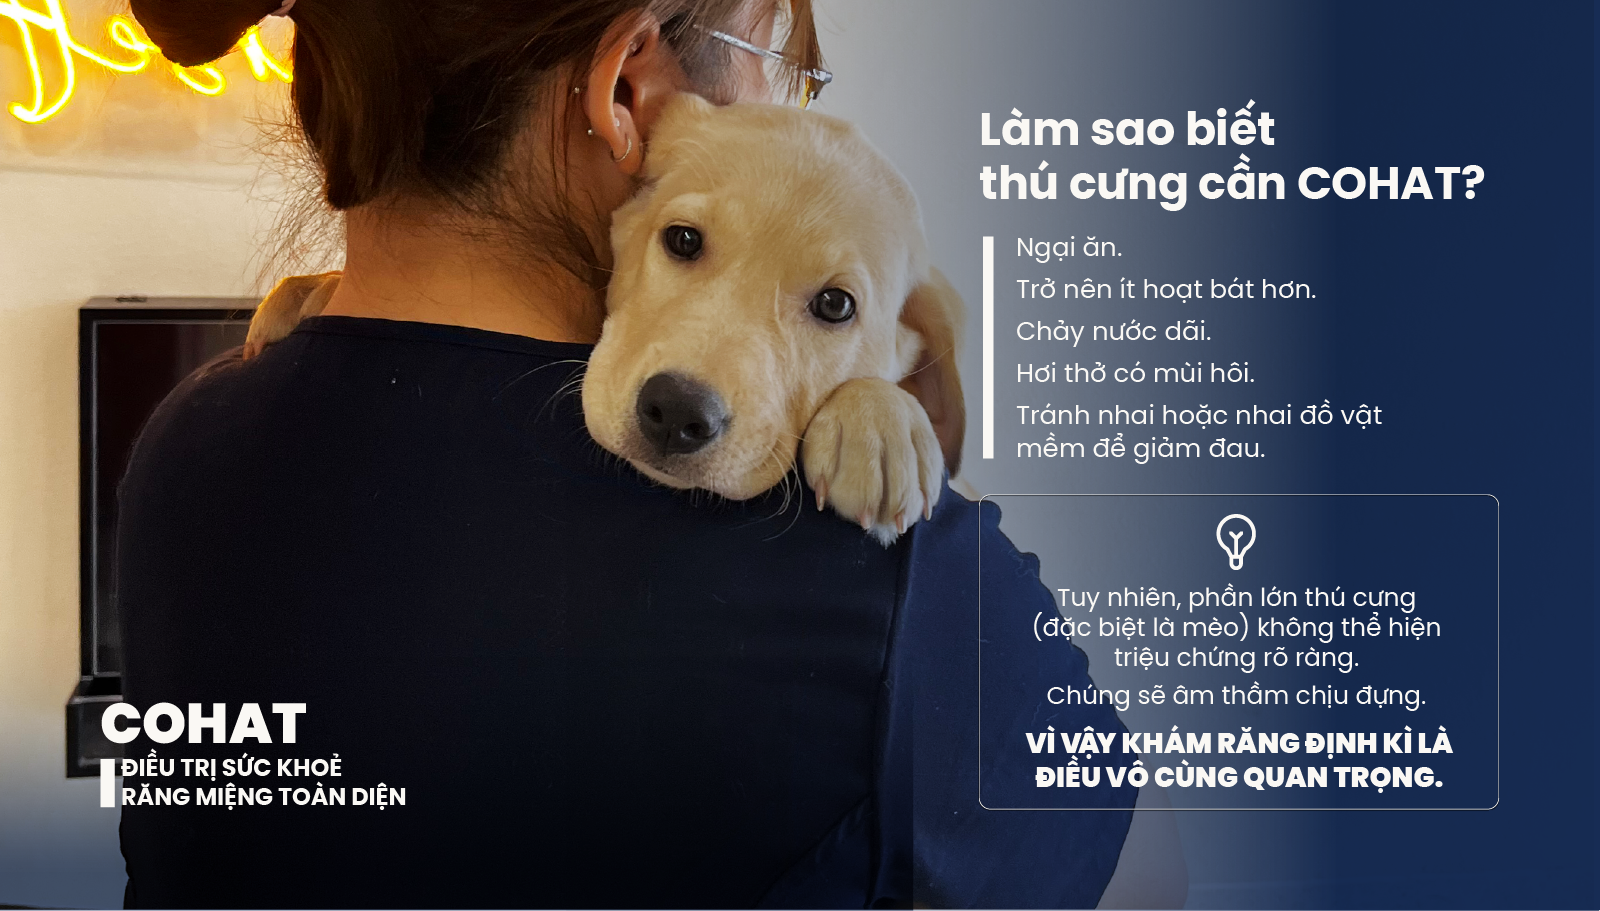 Làm sao biết
thú cưng cần COHAT?
Ngại ăn.
Trở nên ít hoạt bát hơn.
Chảy nước dãi.
Hơi thở có mùi hôi.
Tránh nhai hoặc nhai đồ vật
mềm để giảm đau.
Tuy nhiên, phần lớn thú cưng
(đặc biệt là mèo) không thể hiện
triệu chứng rõ ràng.
Chúng sẽ âm thầm chịu đựng.
VÌ VẬY KHÁM RĂNG ĐỊNH KÌ LÀ
ĐIỀU VÔ CÙNG QUAN TRỌNG.
COHAT
ĐIỀU TRỊ SỨC KHOẺ
RĂNG MIỆNG TOÀN DIỆN